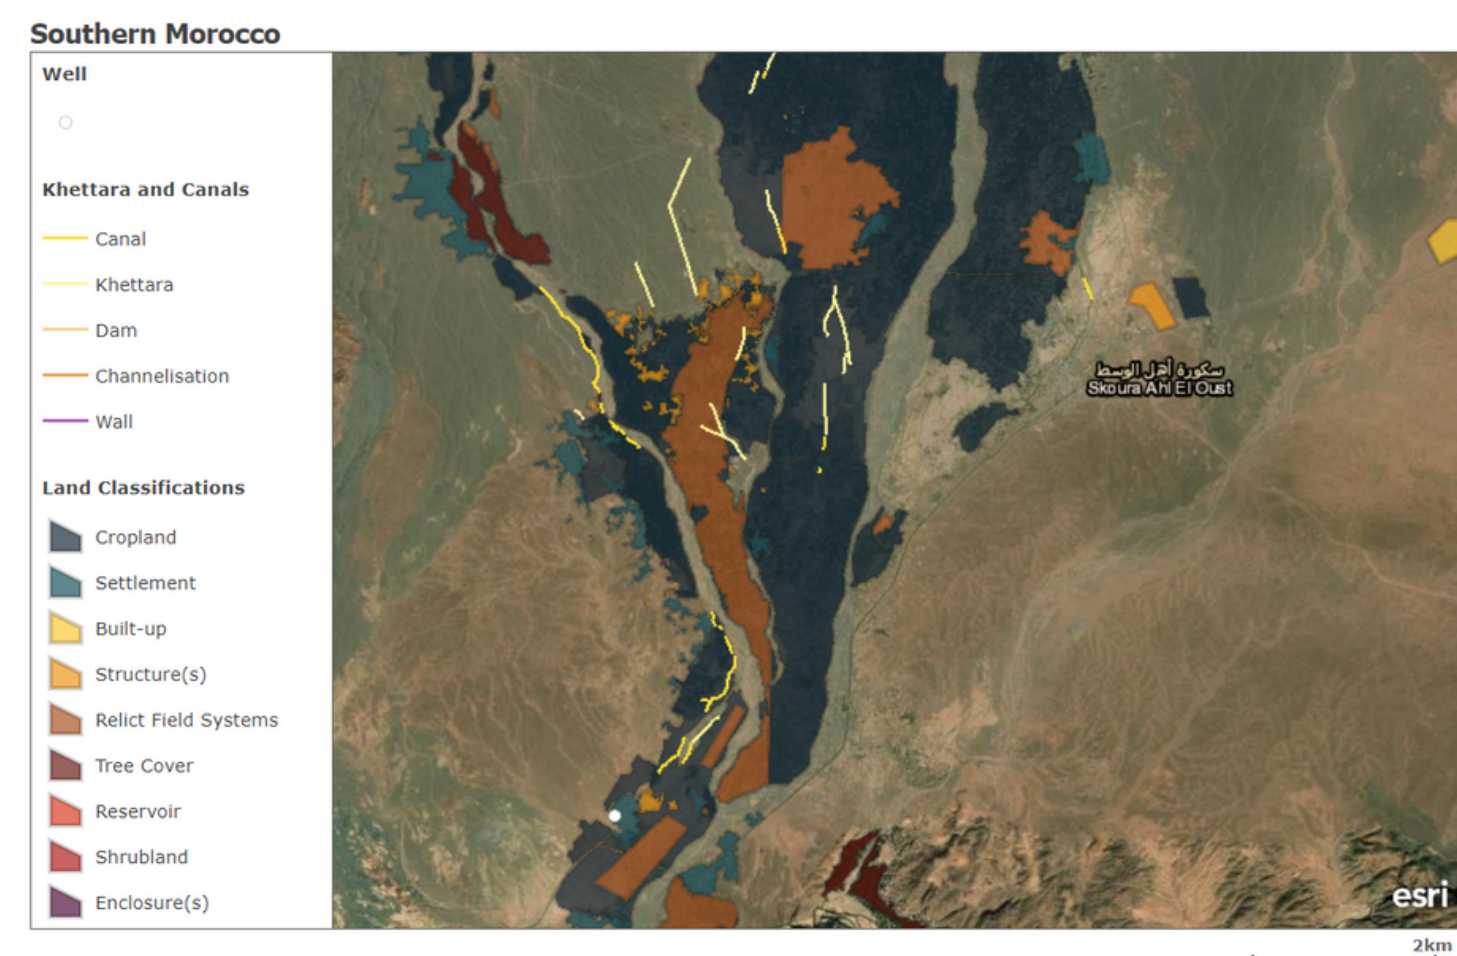 Southern Morocco
Well
Khettara and Canals
Canal
Khettara
Dam
Channelisation
Wall
Land Classifications
Cropland
Settlement
Built-up
Structure(s)
Relict Field Systems
Tree Cover
Reservoir
Shrubland
Enclosure(s)
سكورة أهل الوسط
Skoura Ahl El Oust
esri
2km